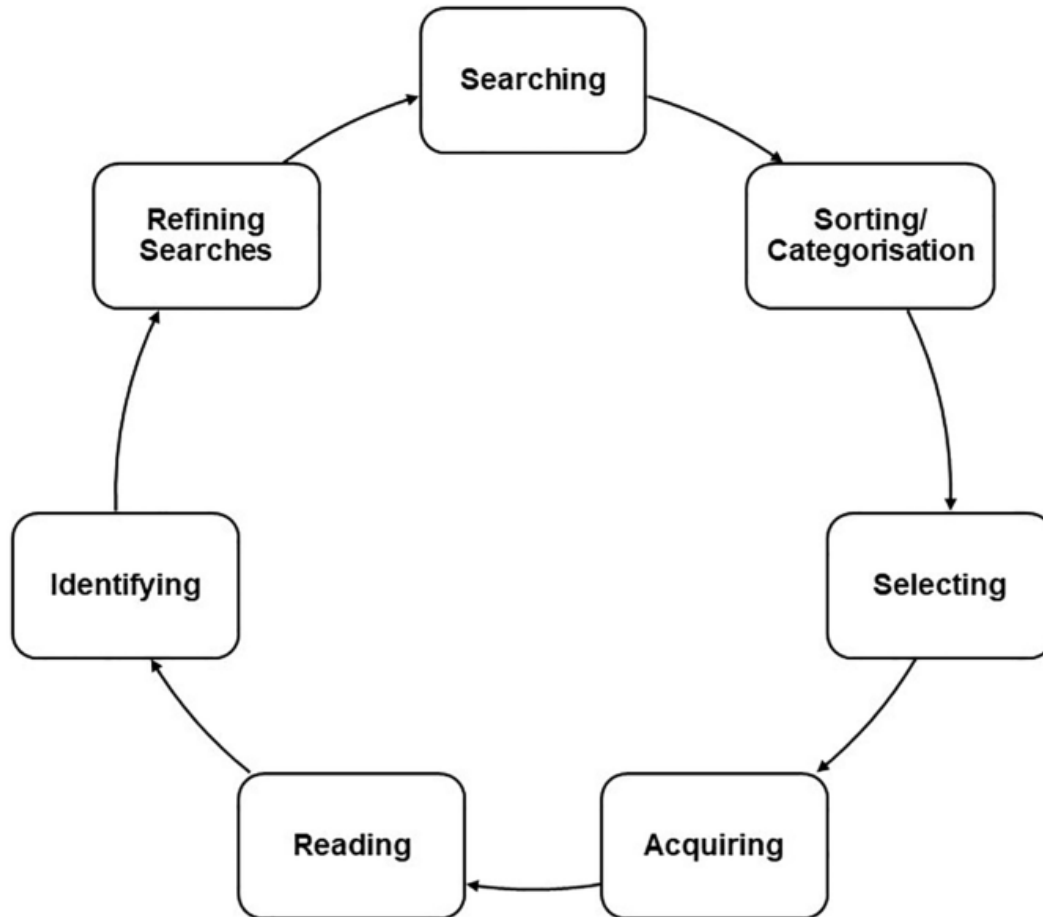 Searching
Sorting/
Categorisation
Selecting
Acquiring
Reading
Identifying
Refining
Searches